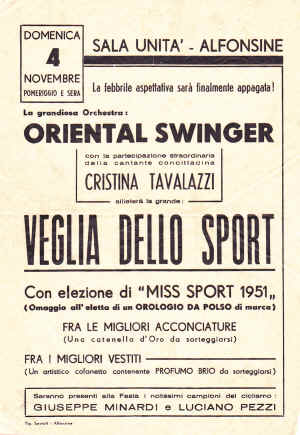 DOMENICA
4
NOVEMBRE
POMERIGGIO E SERA
SALA UNITA' - ALFONSINE
La febbrile aspettativa sarà finalmente appagata!
La grandiosa Orchestra:
ORIENTAL SWINGER
con la partecipazione straordinaria
della cantante concittadina
CRISTINA TAVALAZZI
allieterà la grande:
VEGLIA DELLO SPORT
Con elezione di "MISS SPORT 1951„
(Omaggio all'eletta di un OROLOGIO DA POLSO di marca)
FRA LE MIGLIORI ACCONCIATURE
(Una catenella d'Oro da sorteggiarsi)
FRA I MIGLIORI VESTITI
(Un artistico cofanetto contenente PROFUMO BRIO da sorteggiarsi)
Saranno presenti alla Festa i notissimi campioni del ciclismo:
GIUSEPPE MINARDI e LUCIANO PEZZI
Tip. - Alfonsine